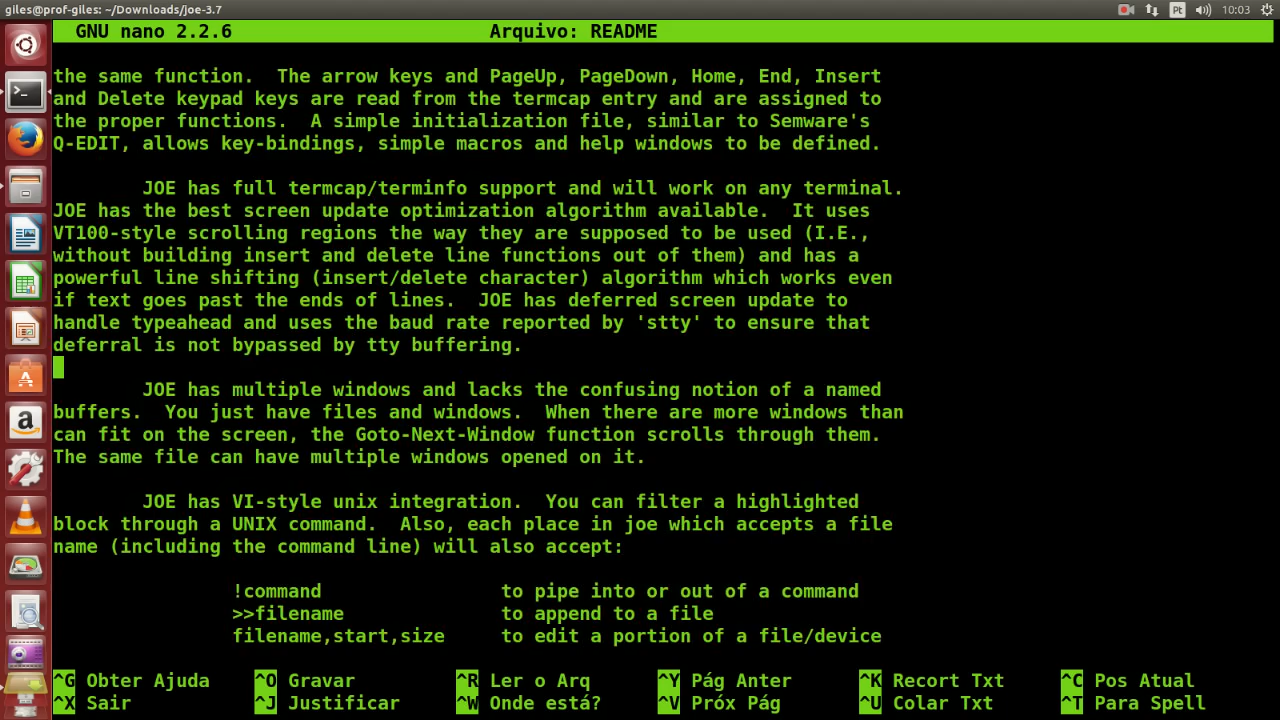 giles@prof-giles: ~/Downloads/joe-3.7
Pt
10:03
GNU nano 2.2.6 Arquivo: README
the same function.  The arrow keys and PageUp, PageDown, Home, End, Insert
and Delete keypad keys are read from the termcap entry and are assigned to
the proper functions.  A simple initialization file, similar to Semware's
Q-EDIT, allows key-bindings, simple macros and help windows to be defined.
JOE has full termcap/terminfo support and will work on any terminal.
JOE has the best screen update optimization algorithm available.  It uses
VT100-style scrolling regions the way they are supposed to be used (I.E.,
without building insert and delete line functions out of them) and has a
powerful line shifting (insert/delete character) algorithm which works even
if text goes past the ends of lines.  JOE has deferred screen update to
handle typeahead and uses the baud rate reported by 'stty' to ensure that
deferral is not bypassed by tty buffering.
JOE has multiple windows and lacks the confusing notion of a named
buffers.  You just have files and windows.  When there are more windows than
can fit on the screen, the Goto-Next-Window function scrolls through them.
The same file can have multiple windows opened on it.
JOE has VI-style unix integration.  You can filter a highlighted
block through a UNIX command.  Also, each place in joe which accepts a file
name (including the command line) will also accept:
!command to pipe into or out of a command
>>filename to append to a file
filename,start,size to edit a portion of a file/device
^G Obter Ajuda ^O Gravar ^R Ler o Arq ^Y Pág Anter ^K Recort Txt ^C Pos Atual
^X Sair ^J Justificar ^W Onde está? ^V Próx Pág ^U Colar Txt ^T Para Spell